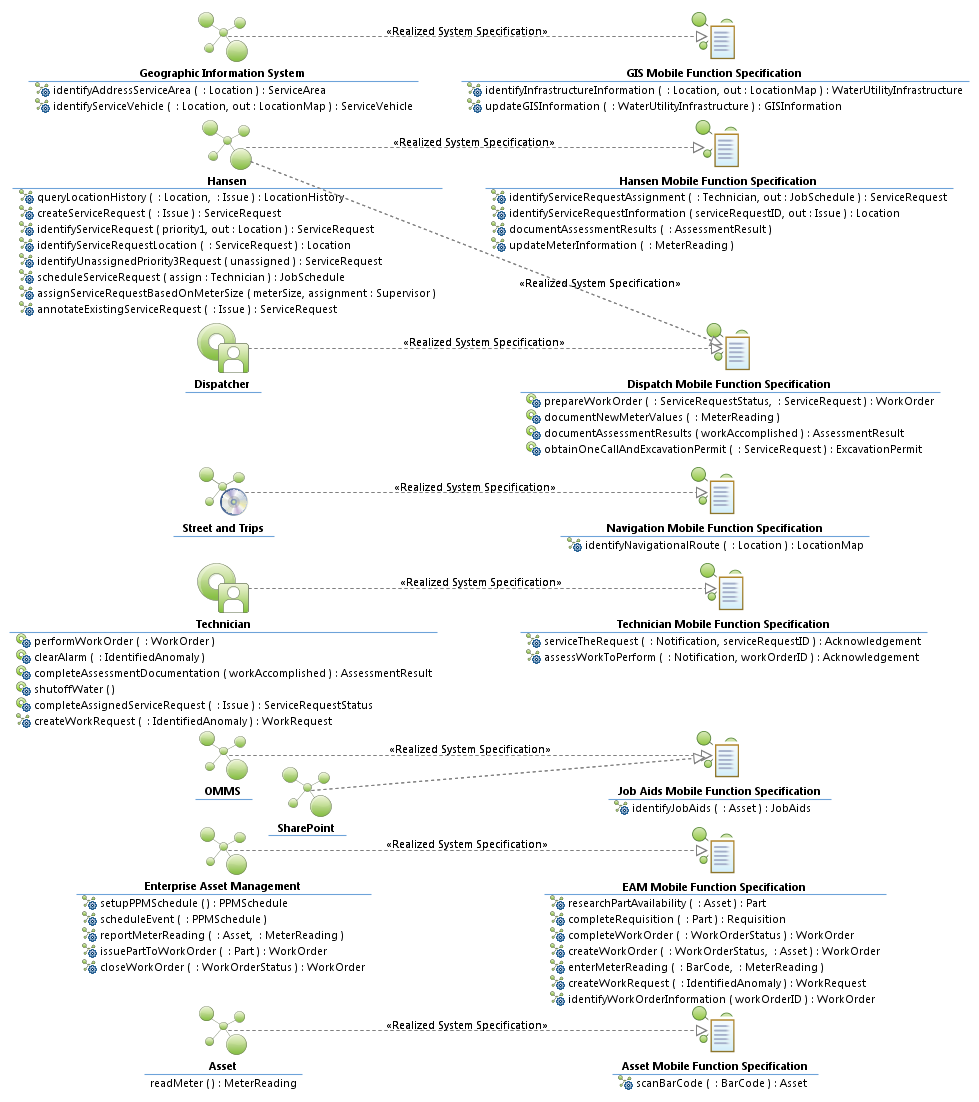 «Realized System Specification»
Geographic Information System
identifyAddressServiceArea ( : Location) : ServiceArea
identifyServiceVehicle ( : Location, out : LocationMap) : ServiceVehicle
GIS Mobile Function Specification
identifyInfrastructureInformation ( : Location, out : LocationMap) : WaterUtilityInfrastructure
updateGISInformation ( : WaterUtilityInfrastructure) : GISInformation
«Realized System Specification»
Hansen
queryLocationHistory ( : Location, : Issue) : LocationHistory
createServiceRequest ( : Issue) : ServiceRequest
identifyServiceRequest (priority1, out : Location) : ServiceRequest
identifyServiceRequestLocation ( : ServiceRequest) : Location
identifyUnassignedPriority3Request (unassigned) : ServiceRequest
scheduleServiceRequest (assign : Technician) : JobSchedule
assignServiceRequestBasedOnMeterSize (meterSize, assignment : Supervisor)
annotateExistingServiceRequest ( : Issue) : ServiceRequest
Hansen Mobile Function Specification
identifyServiceRequestAssignment ( : Technician, out : JobSchedule) : ServiceRequest
identifyServiceRequestInformation (serviceRequestID, out : Issue) : Location
documentAssessmentResults ( : AssessmentResult)
updateMeterInformation ( : MeterReading)
«Realized System Specification»
«Realized System Specification»
Dispatcher
Dispatch Mobile Function Specification
prepareWorkOrder ( : ServiceRequestStatus, : ServiceRequest) : WorkOrder
documentNewMeterValues ( : MeterReading)
documentAssessmentResults (workAccomplished) : AssessmentResult
obtainOneCallAndExcavationPermit ( : ServiceRequest) : ExcavationPermit
«Realized System Specification»
Street and Trips
Navigation Mobile Function Specification
identifyNavigationalRoute ( : Location) : LocationMap
«Realized System Specification»
Technician
performWorkOrder ( : WorkOrder)
clearAlarm ( : IdentifiedAnomaly)
completeAssessmentDocumentation (workAccomplished) : AssessmentResult
shutoffWater ()
completeAssignedServiceRequest ( : Issue) : ServiceRequestStatus
createWorkRequest ( : IdentifiedAnomaly) : WorkRequest
Technician Mobile Function Specification
serviceTheRequest ( : Notification, serviceRequestID) : Acknowledgement
assessWorkToPerform ( : Notification, workOrderID) : Acknowledgement
«Realized System Specification»
OMMS
SharePoint
Job Aids Mobile Function Specification
identifyJobAids ( : Asset) : JobAids
«Realized System Specification»
Enterprise Asset Management
setupPPMSchedule () : PPMSchedule
scheduleEvent ( : PPMSchedule)
reportMeterReading ( : Asset, : MeterReading)
issuePartToWorkOrder ( : Part) : WorkOrder
closeWorkOrder ( : WorkOrderStatus) : WorkOrder
EAM Mobile Function Specification
researchPartAvailability ( : Asset) : Part
completeRequisition ( : Part) : Requisition
completeWorkOrder ( : WorkOrderStatus) : WorkOrder
createWorkOrder ( : WorkOrderStatus, : Asset) : WorkOrder
enterMeterReading ( : BarCode, : MeterReading)
createWorkRequest ( : IdentifiedAnomaly) : WorkRequest
identifyWorkOrderInformation (workOrderID) : WorkOrder
«Realized System Specification»
Asset
readMeter () : MeterReading
Asset Mobile Function Specification
scanBarCode ( : BarCode) : Asset